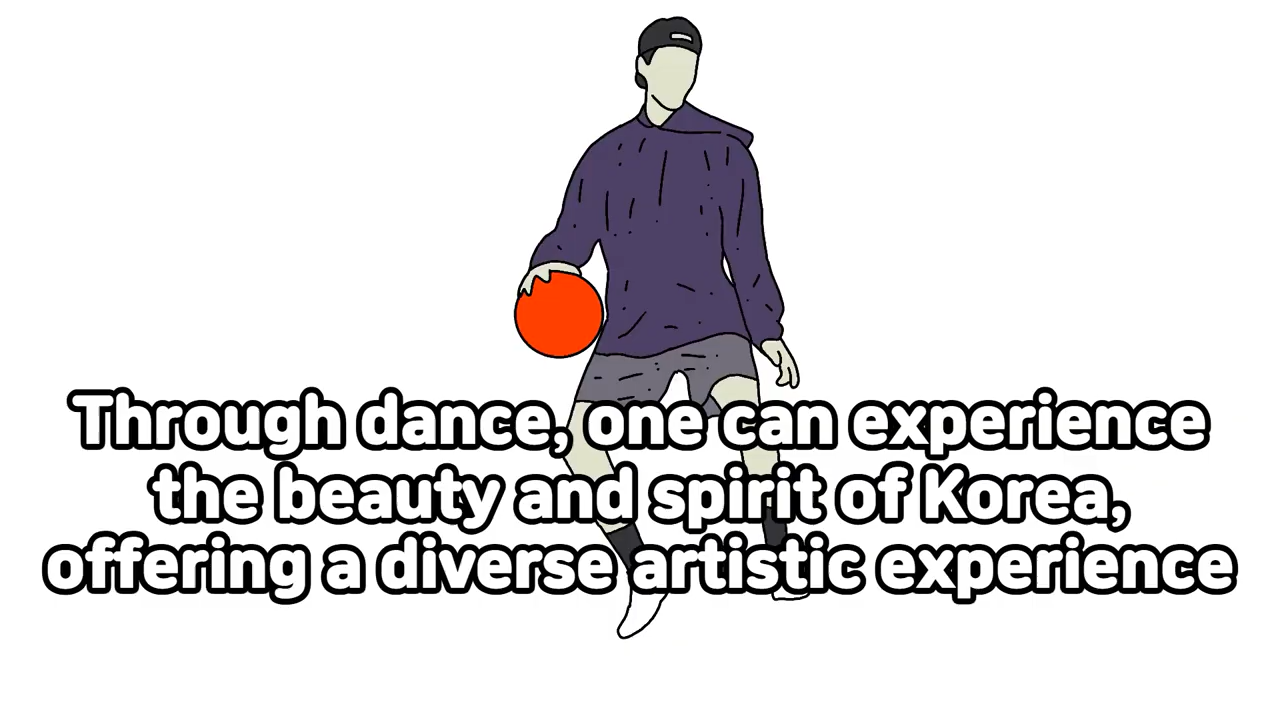 Through dance, one can experience
the beauty and spirit of Korea,
offering a diverse artistic experience